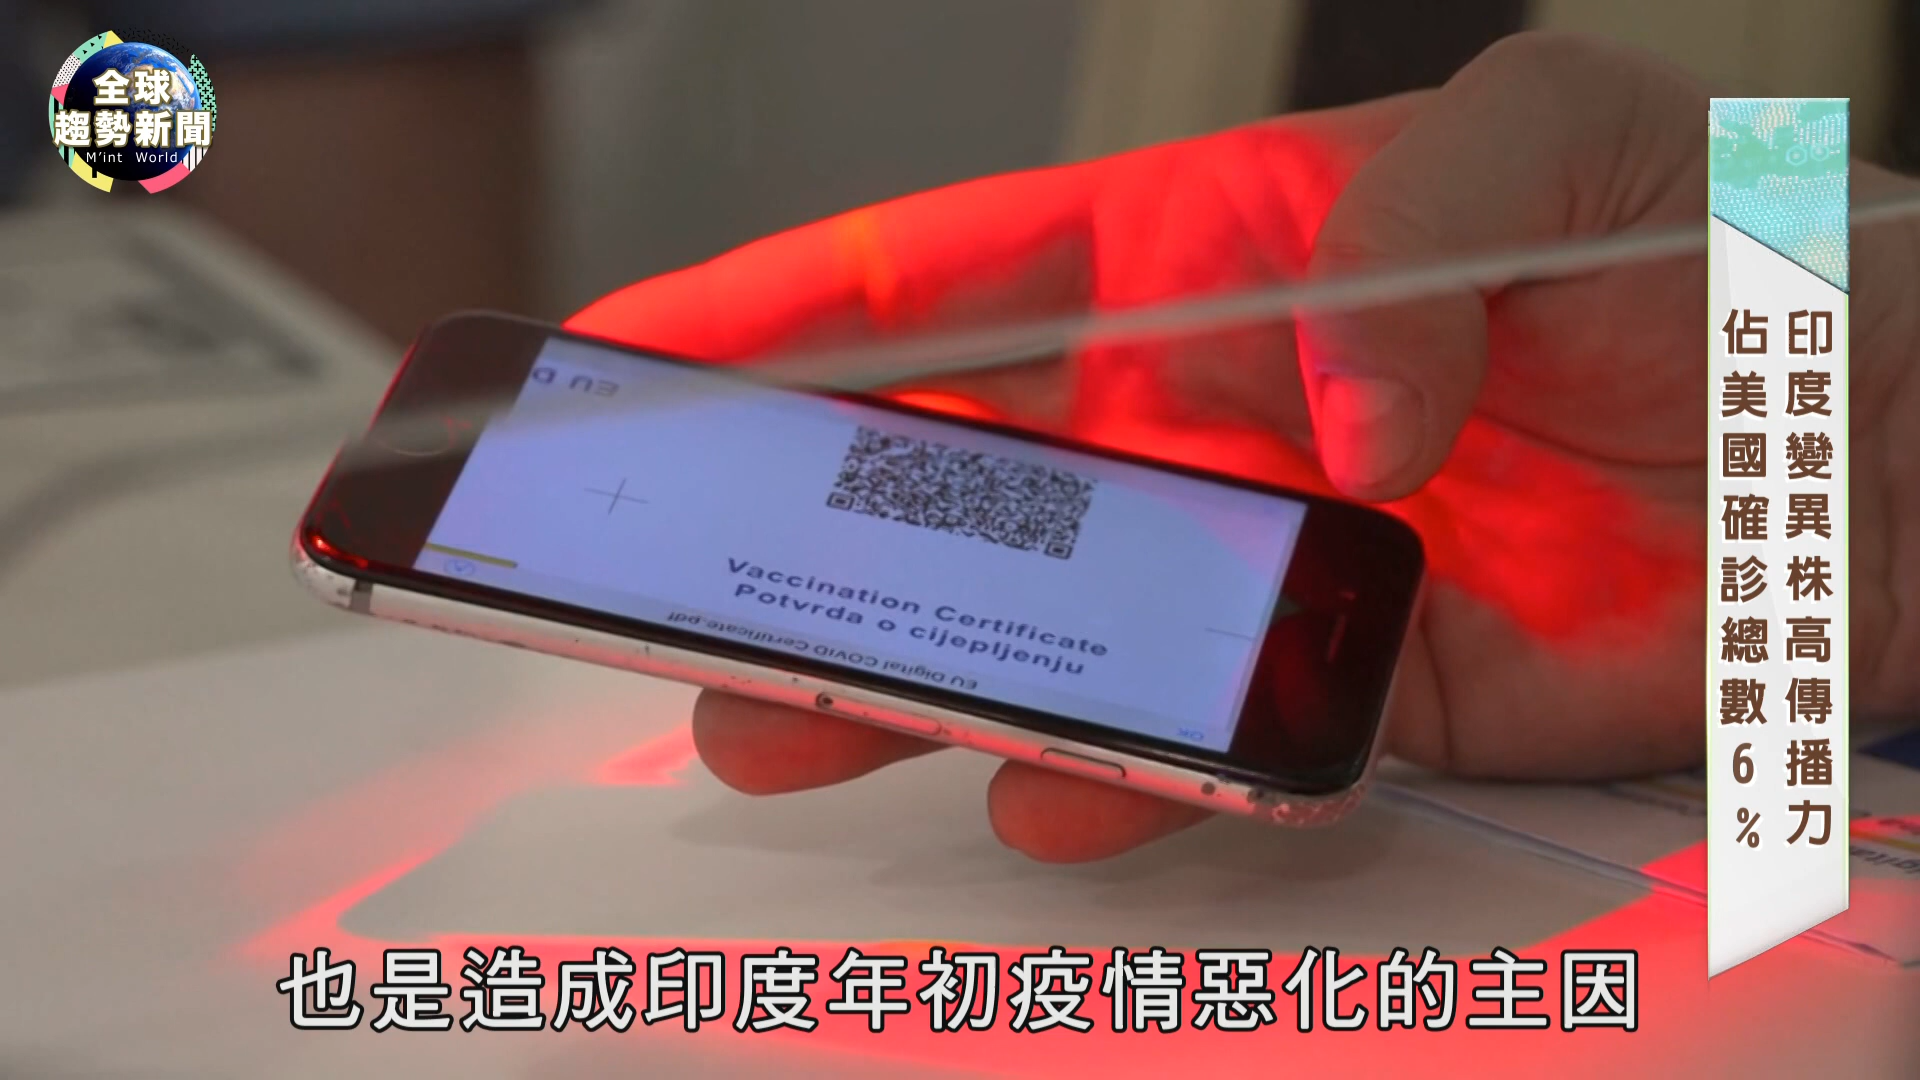 全球
趨勢新聞
M'int World
印度變異株高傳播力
佔美國確診總數6%
EU D
Vaccination Certificate
Potvrda o cijepljenju
EU Digital COVID Certificate.pdf
OK
也是造成印度年初疫情惡化的主因